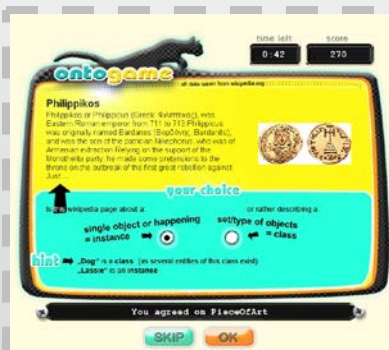 time left
score
0:42
270
ontogame
all data taken from wikipedia.org
Philippikos
Philippikos or Philippicus (Greek: Φιλιππικός), was
Eastern Roman emperor from 711 to 713. Philippicus
was originally named Bardanes (Βαρδάνης, Bardanēs),
and was the son of the patrician Nikephorus, who was of
Armenian extraction. Relying on the support of the
Monothelite party, he made some pretensions to the
throne on the outbreak of the first great rebellion against
Just ...
your choice
Is this wikipedia page about a:
or rather describing a:
single object or happening
= instance
set/type of objects
= class
hint
„Dog" is a class (as several entities of this class exist)
„Lassie" is an instance
You agreed on PieceOfArt
SKIP
OK